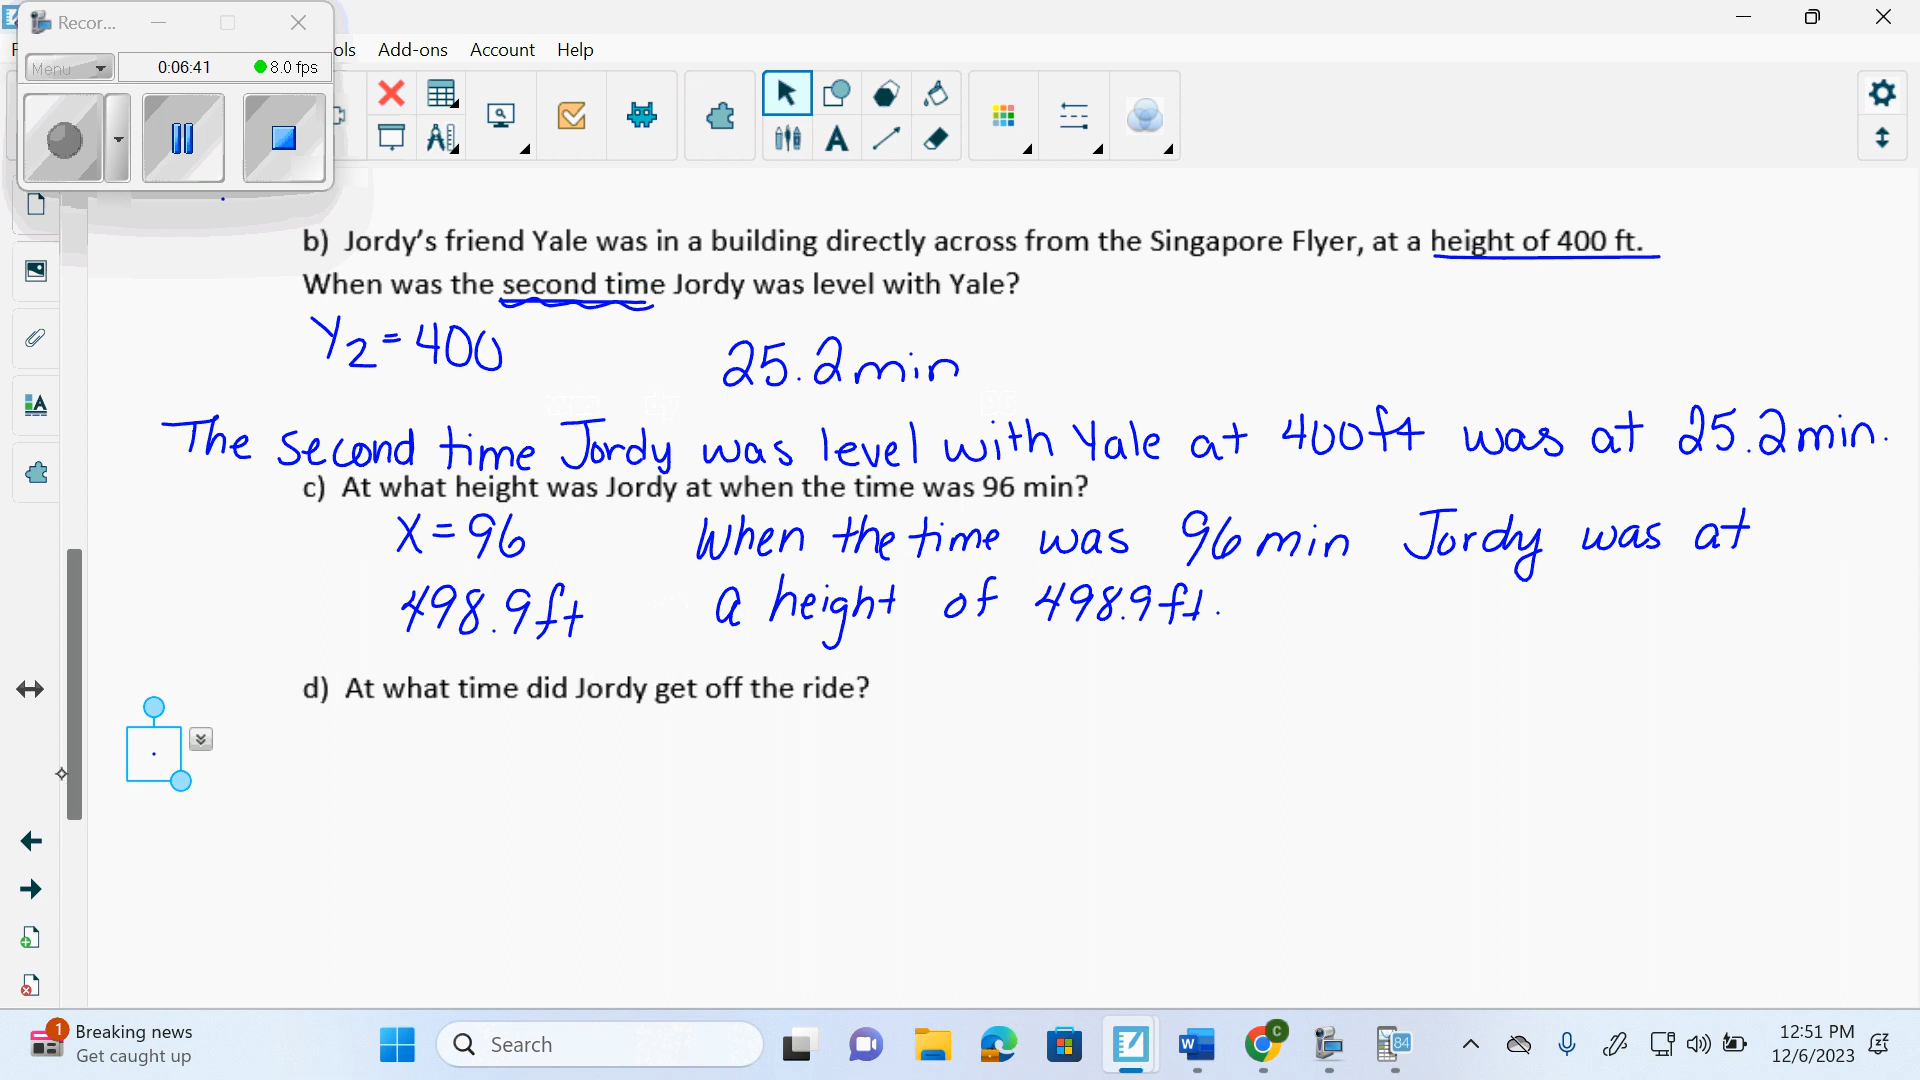 Recor...
Menu
0:06:41
8.0 fps
ols Add-ons Account Help
b) Jordy's friend Yale was in a building directly across from the Singapore Flyer, at a height of 400 ft.
When was the second time Jordy was level with Yale?
Y2=400
25.2min
The second time Jordy was level with Yale at 400ft was at 25.2min.
c) At what height was Jordy at when the time was 96 min?
X=96
When the time was 96min Jordy was at
498.9ft
a height of 498.9ft.
d) At what time did Jordy get off the ride?
1
Breaking news
Get caught up
Search
C
84
12:51 PM
12/6/2023